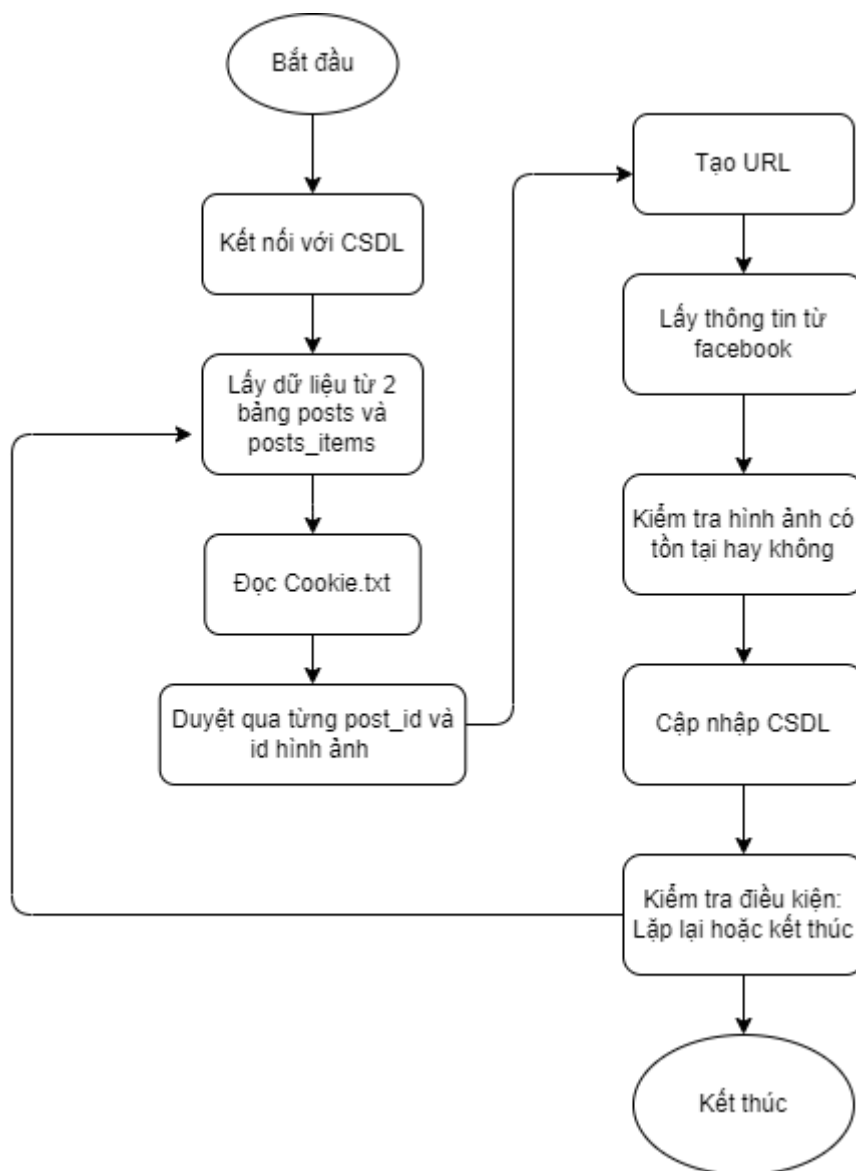 Bắt đầu
Kết nối với CSDL
Lấy dữ liệu từ 2
bảng posts và
posts_items
Đọc Cookie.txt
Duyệt qua từng post_id và
id hình ảnh
Tạo URL
Lấy thông tin từ
facebook
Kiểm tra hình ảnh có
tồn tại hay không
Cập nhập CSDL
Kiểm tra điều kiện:
Lặp lại hoặc kết thúc
Kết thúc